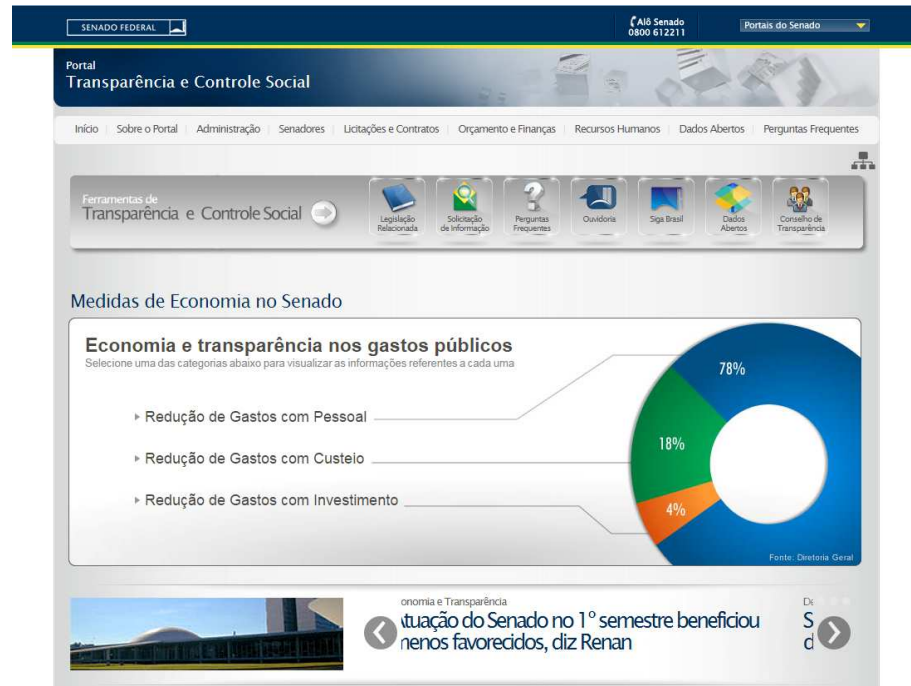 SENADO FEDERAL
Alô Senado
0800 612211
Portais do Senado
Portal
Transparência e Controle Social
Início Sobre o Portal Administração Senadores Licitações e Contratos Orçamento e Finanças Recursos Humanos Dados Abertos Perguntas Frequentes
Ferramentas de
Transparência e Controle Social
Legislação
Relacionada
Solicitação
de Informação
Perguntas
Frequentes
Ouvidoria
Siga Brasil
Dados
Abertos
Conselho de
Transparência
Medidas de Economia no Senado
Economia e transparência nos gastos públicos
Selecione uma das categorias abaixo para visualizar as informações referentes a cada uma
Redução de Gastos com Pessoal
Redução de Gastos com Custeio
Redução de Gastos com Investimento
78%
18%
4%
Fonte: Diretoria Geral
onomia e Transparência
tuação do Senado no 1º semestre beneficiou
nenos favorecidos, diz Renan
De
S
d